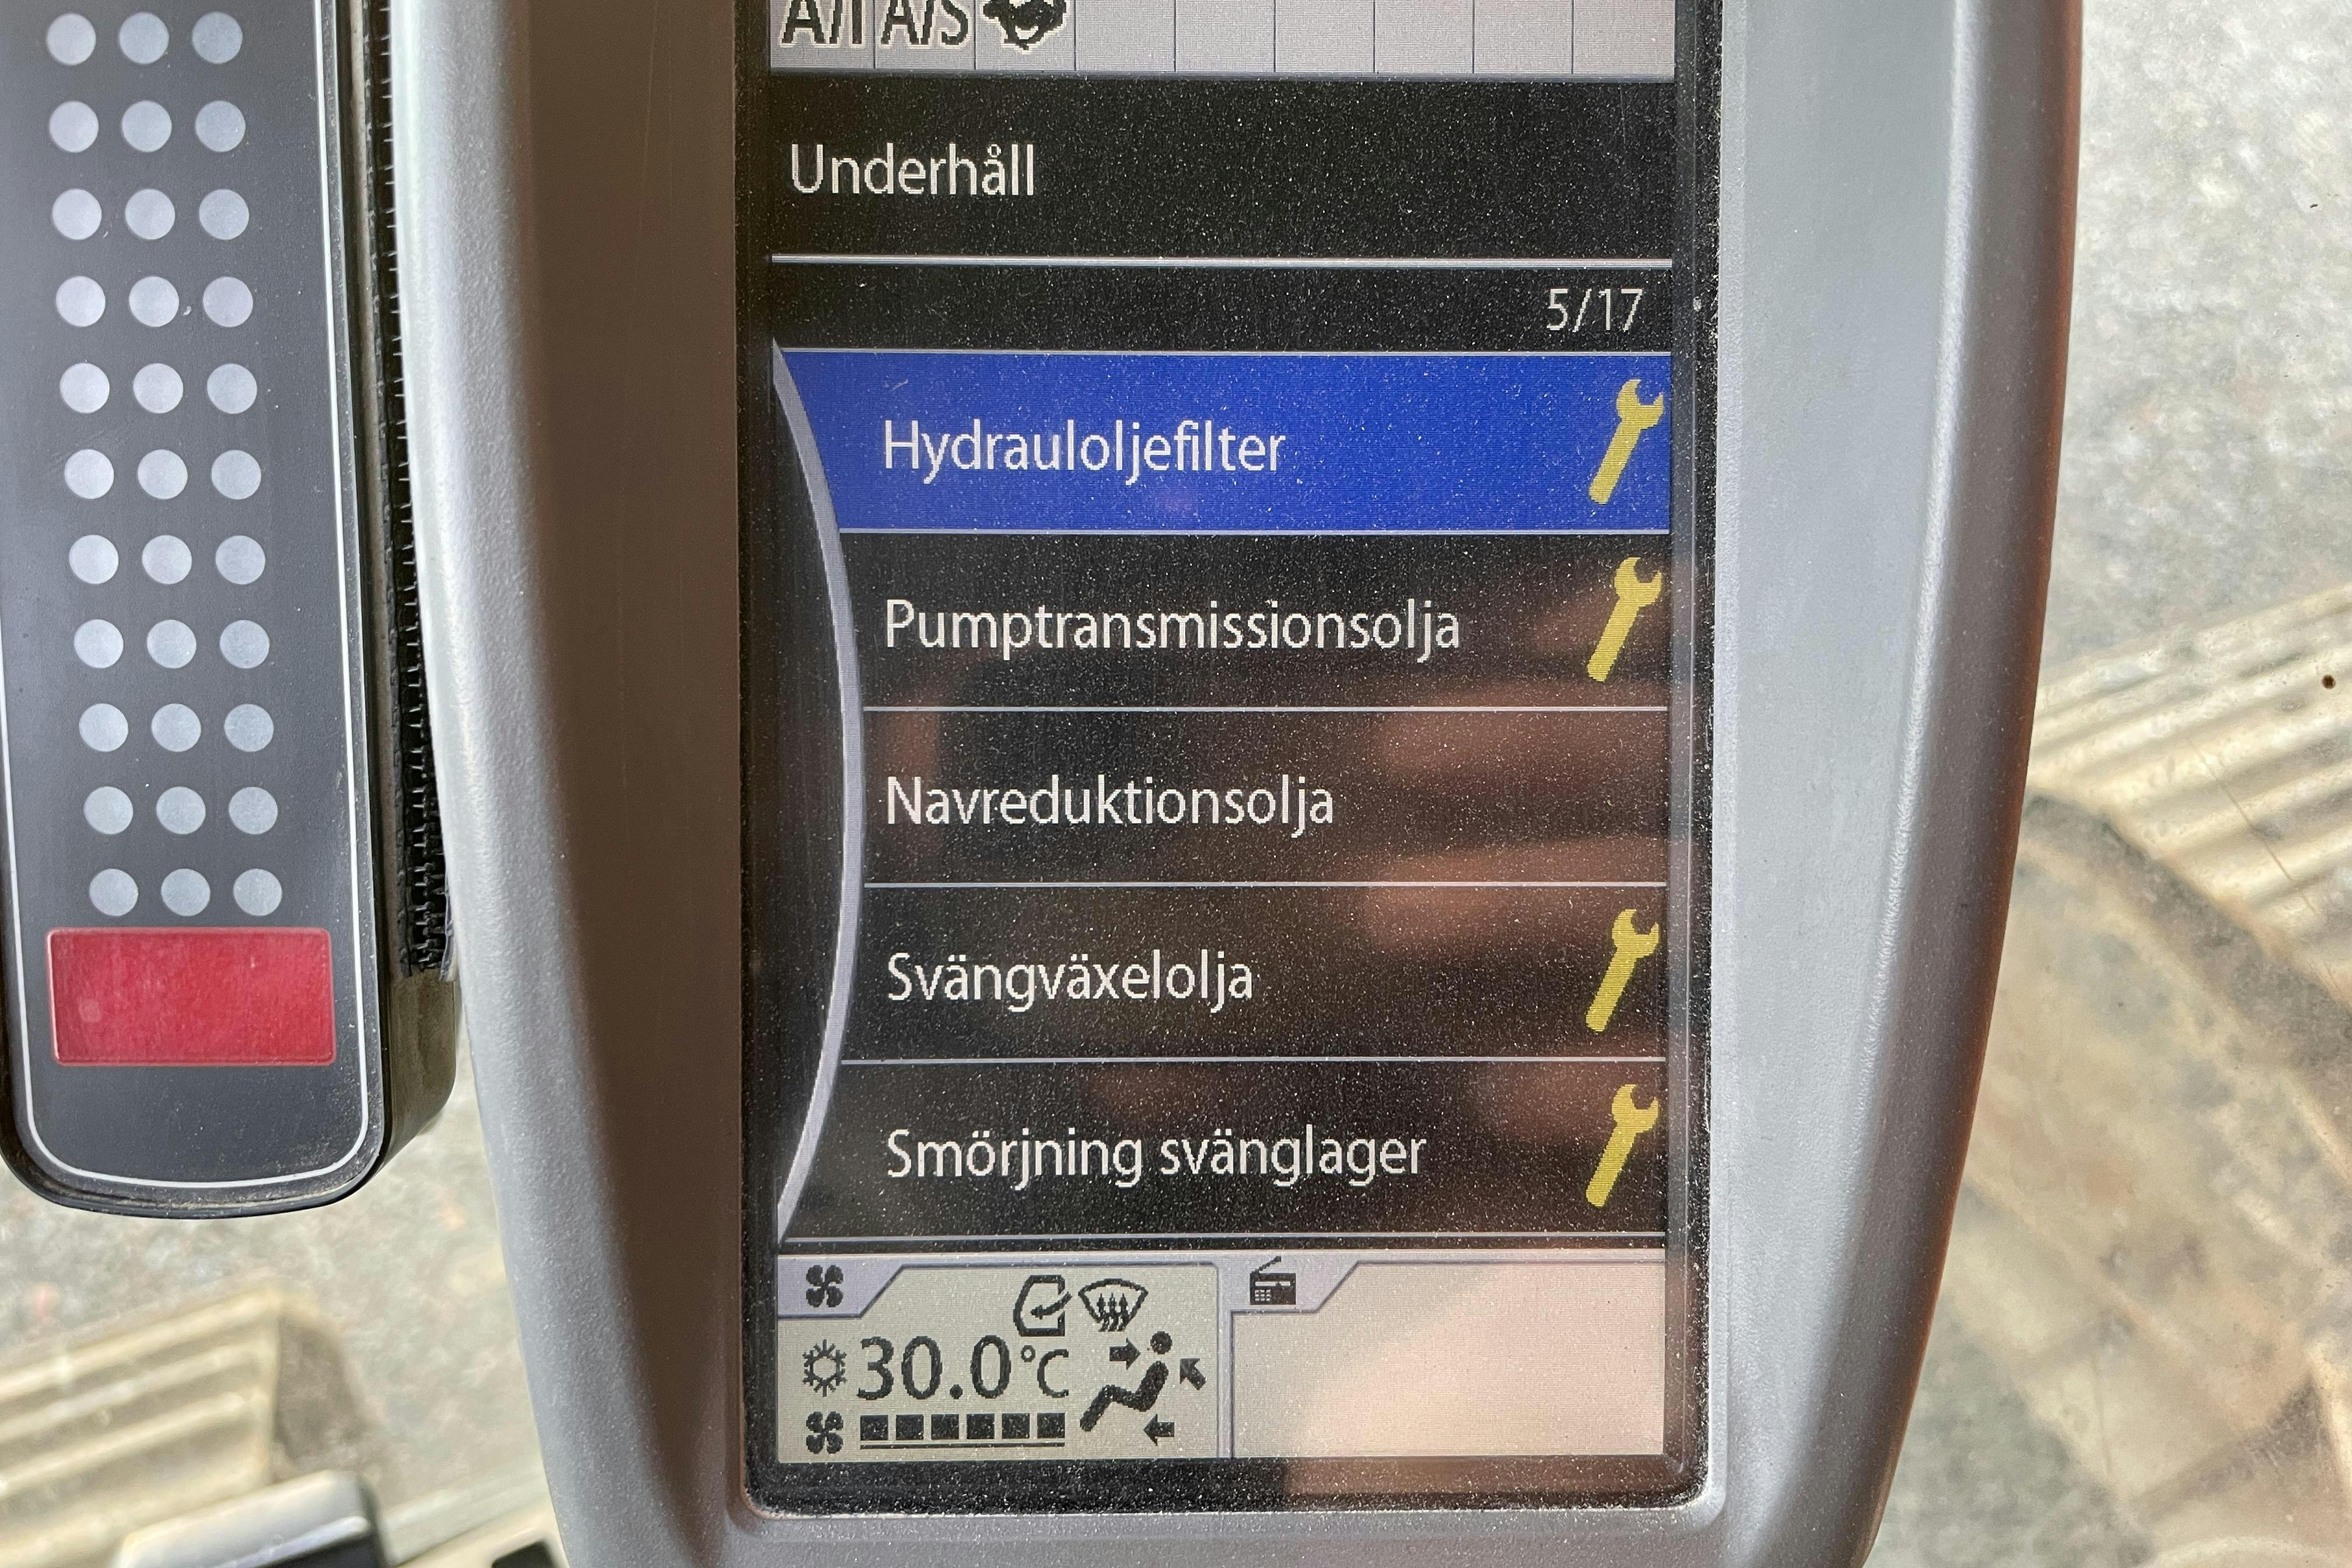 A/I A/S
Underhåll
5/17
Hydrauloljefilter
Pumptransmissionsolja
Navreduktionsolja
Svängväxelolja
Smörjning svänglager
30.0°C